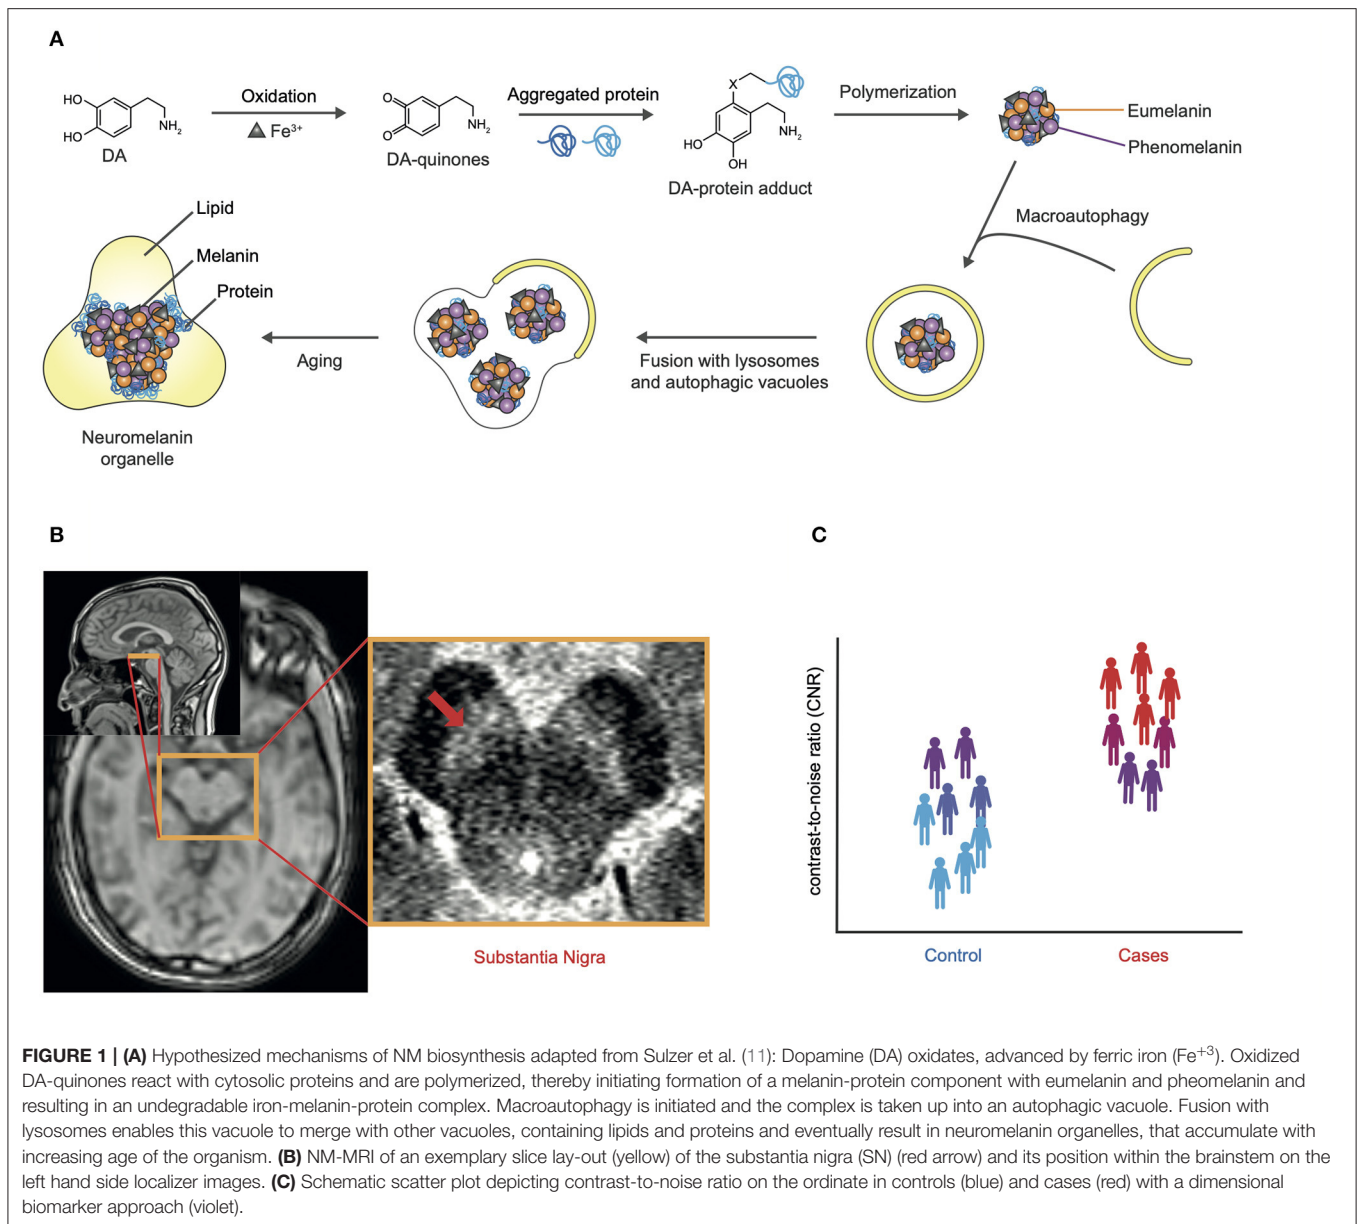 A
HO
HO
NH2
DA
Oxidation
Fe3+
O
O
NH2
DA-quinones
Aggregated protein
X
NH2
HO
OH
DA-protein adduct
Polymerization
Eumelanin
Phenomelanin
Macroautophagy
Fusion with lysosomes
and autophagic vacuoles
Aging
Lipid
Melanin
Protein
Neuromelanin
organelle
B
Substantia Nigra
C
contrast-to-noise ratio (CNR)
Control
Cases
FIGURE 1 | (A) Hypothesized mechanisms of NM biosynthesis adapted from Sulzer et al. (11): Dopamine (DA) oxidates, advanced by ferric iron (Fe+3). Oxidized
DA-quinones react with cytosolic proteins and are polymerized, thereby initiating formation of a melanin-protein component with eumelanin and pheomelanin and
resulting in an undegradable iron-melanin-protein complex. Macroautophagy is initiated and the complex is taken up into an autophagic vacuole. Fusion with
lysosomes enables this vacuole to merge with other vacuoles, containing lipids and proteins and eventually result in neuromelanin organelles, that accumulate with
increasing age of the organism. (B) NM-MRI of an exemplary slice lay-out (yellow) of the substantia nigra (SN) (red arrow) and its position within the brainstem on the
left hand side localizer images. (C) Schematic scatter plot depicting contrast-to-noise ratio on the ordinate in controls (blue) and cases (red) with a dimensional
biomarker approach (violet).